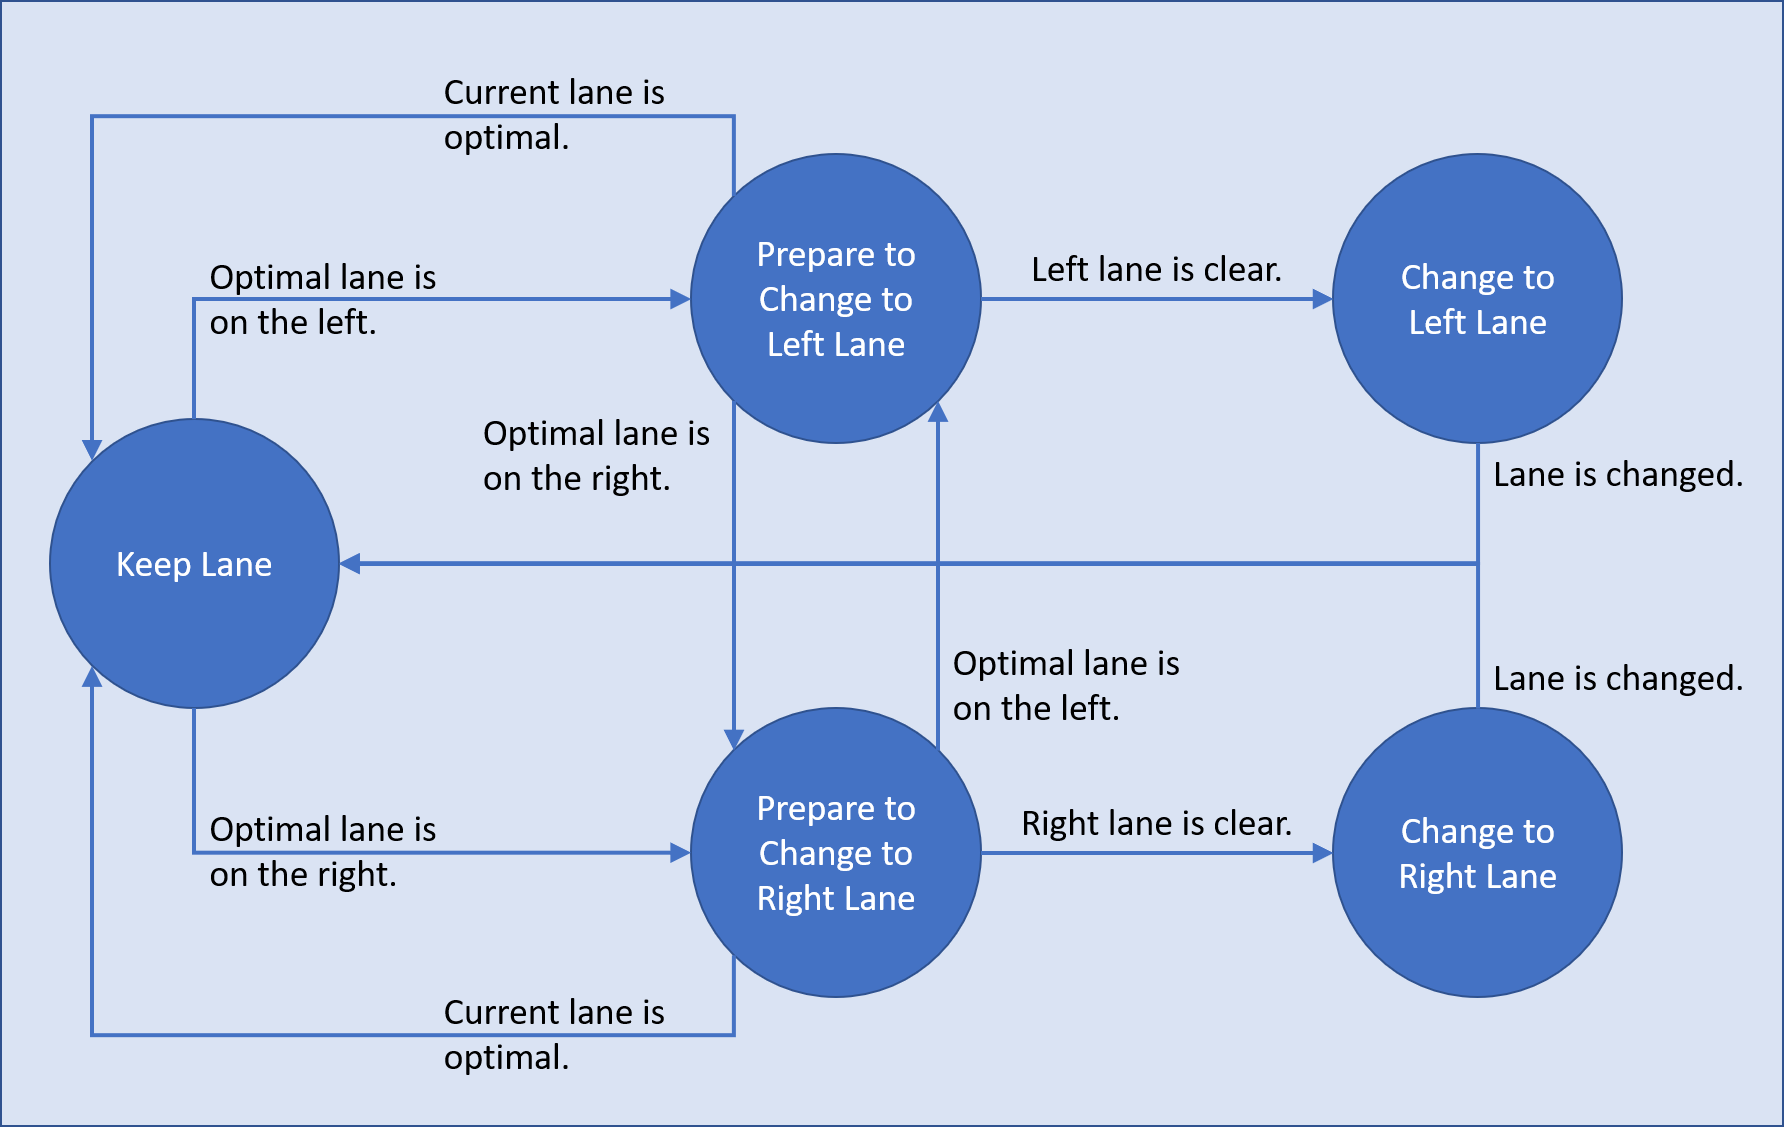 Current lane is
optimal.
Optimal lane is
on the left.
Prepare to
Change to
Left Lane
Left lane is clear.
Change to
Left Lane
Optimal lane is
on the right.
Lane is changed.
Keep Lane
Optimal lane is
on the left.
Lane is changed.
Optimal lane is
on the right.
Prepare to
Change to
Right Lane
Right lane is clear.
Change to
Right Lane
Current lane is
optimal.